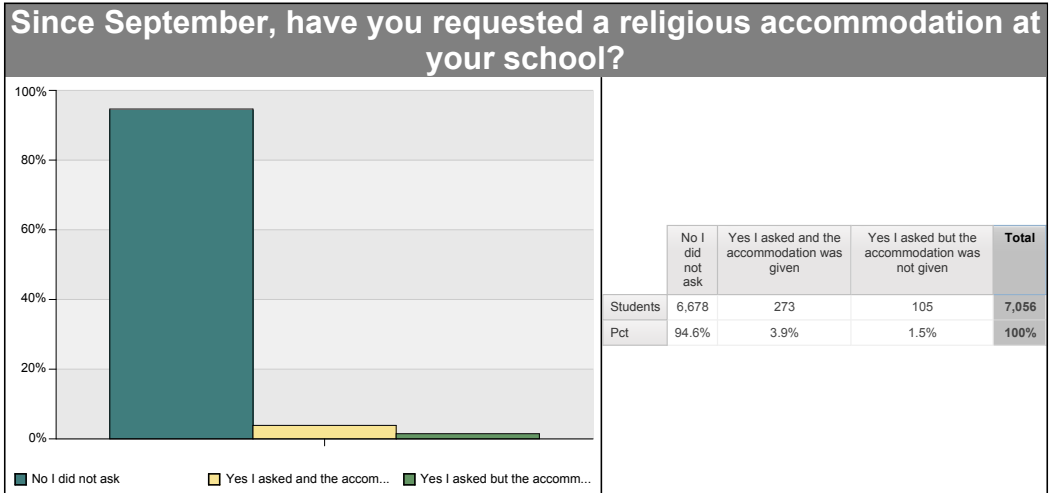 Since September, have you requested a religious accommodation at
your school?
100%
80%
60%
40%
20%
0%
No I did not ask
Yes I asked and the accom...
Yes I asked but the accomm...
No I
did
not
ask
Yes I asked and the
accommodation was
given
Yes I asked but the
accommodation was
not given
Total
Students 6,678 273 105 7,056
Pct 94.6% 3.9% 1.5% 100%